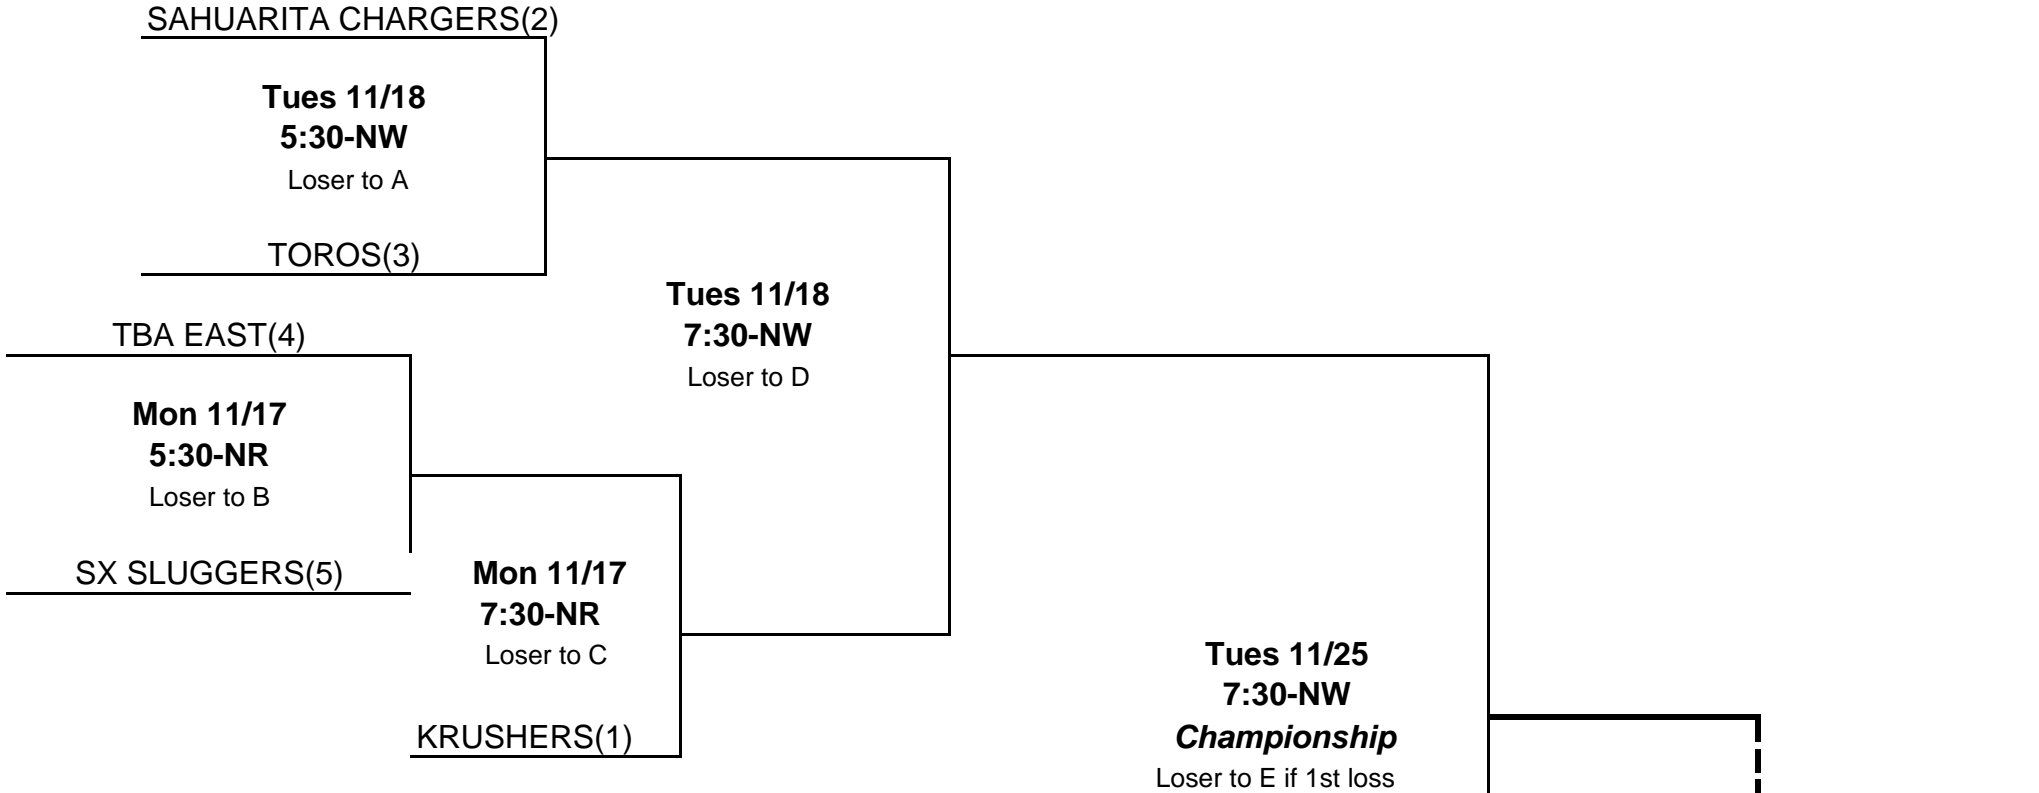 SAHUARITA CHARGERS(2)
Tues 11/18
5:30-NW
Loser to A
TOROS(3)
Tues 11/18
7:30-NW
Loser to D
TBA EAST(4)
Mon 11/17
5:30-NR
Loser to B
SX SLUGGERS(5)
Mon 11/17
7:30-NR
Loser to C
KRUSHERS(1)
Tues 11/25
7:30-NW
Championship
Loser to E if 1st loss